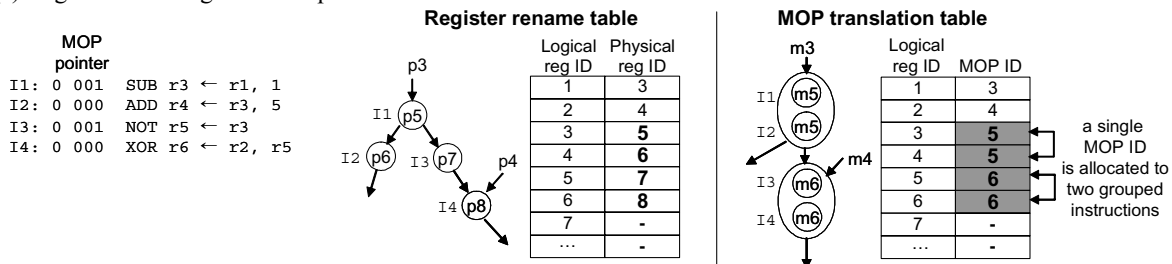 Register rename table
MOP translation table
MOP
pointer
I1: 0 001 SUB r3 ← r1, 1
I2: 0 000 ADD r4 ← r3, 5
I3: 0 001 NOT r5 ← r3
I4: 0 000 XOR r6 ← r2, r5
p3
I1 p5
I2 p6
I3 p7
p4
I4 p8
Logical reg ID Physical reg ID
1 3
2 4
3 5
4 6
5 7
6 8
7 -
... -
m3
I1 m5
I2 m5
m4
I3 m6
I4 m6
Logical reg ID MOP ID
1 3
2 4
3 5
4 5
5 6
6 6
7 -
... -
a single
MOP ID
is allocated to
two grouped
instructions